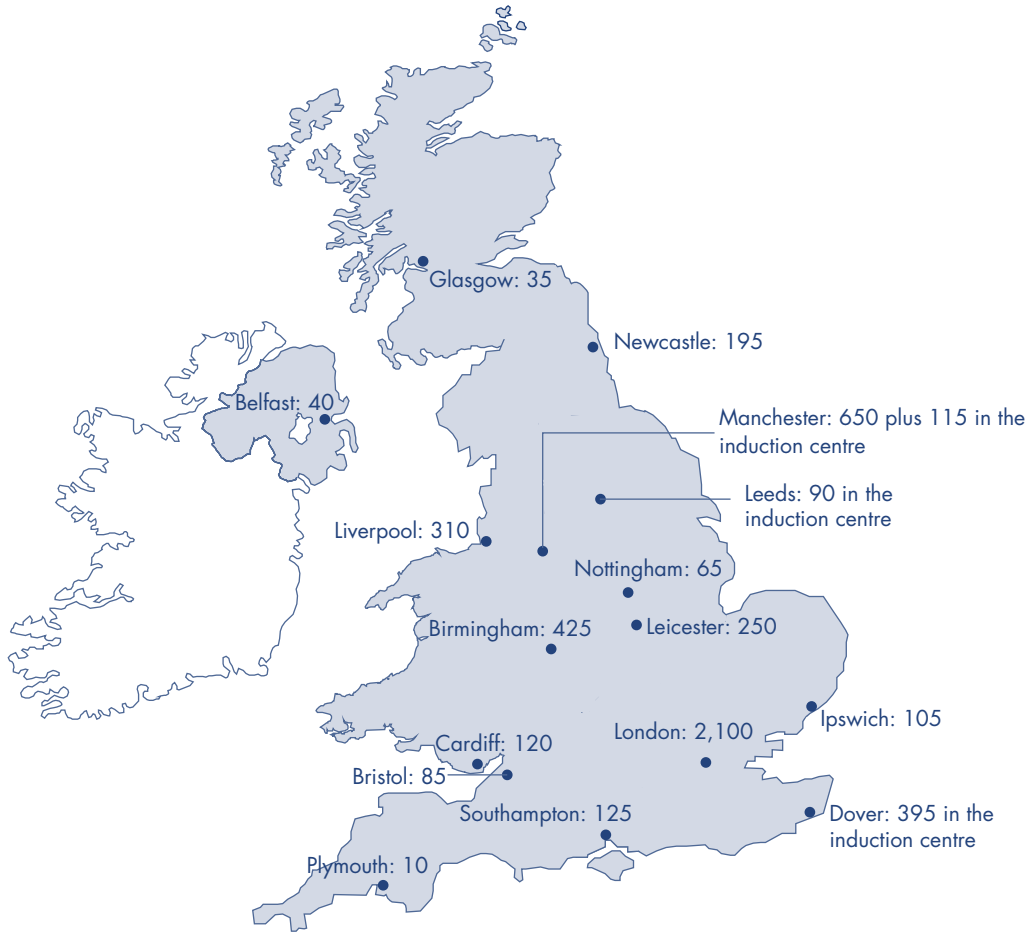 Glasgow: 35
Newcastle: 195
Belfast: 40
Manchester: 650 plus 115 in the
induction centre
Leeds: 90 in the
induction centre
Liverpool: 310
Nottingham: 65
Birmingham: 425
Leicester: 250
Ipswich: 105
London: 2,100
Cardiff: 120
Bristol: 85
Southampton: 125
Dover: 395 in the
induction centre
Plymouth: 10